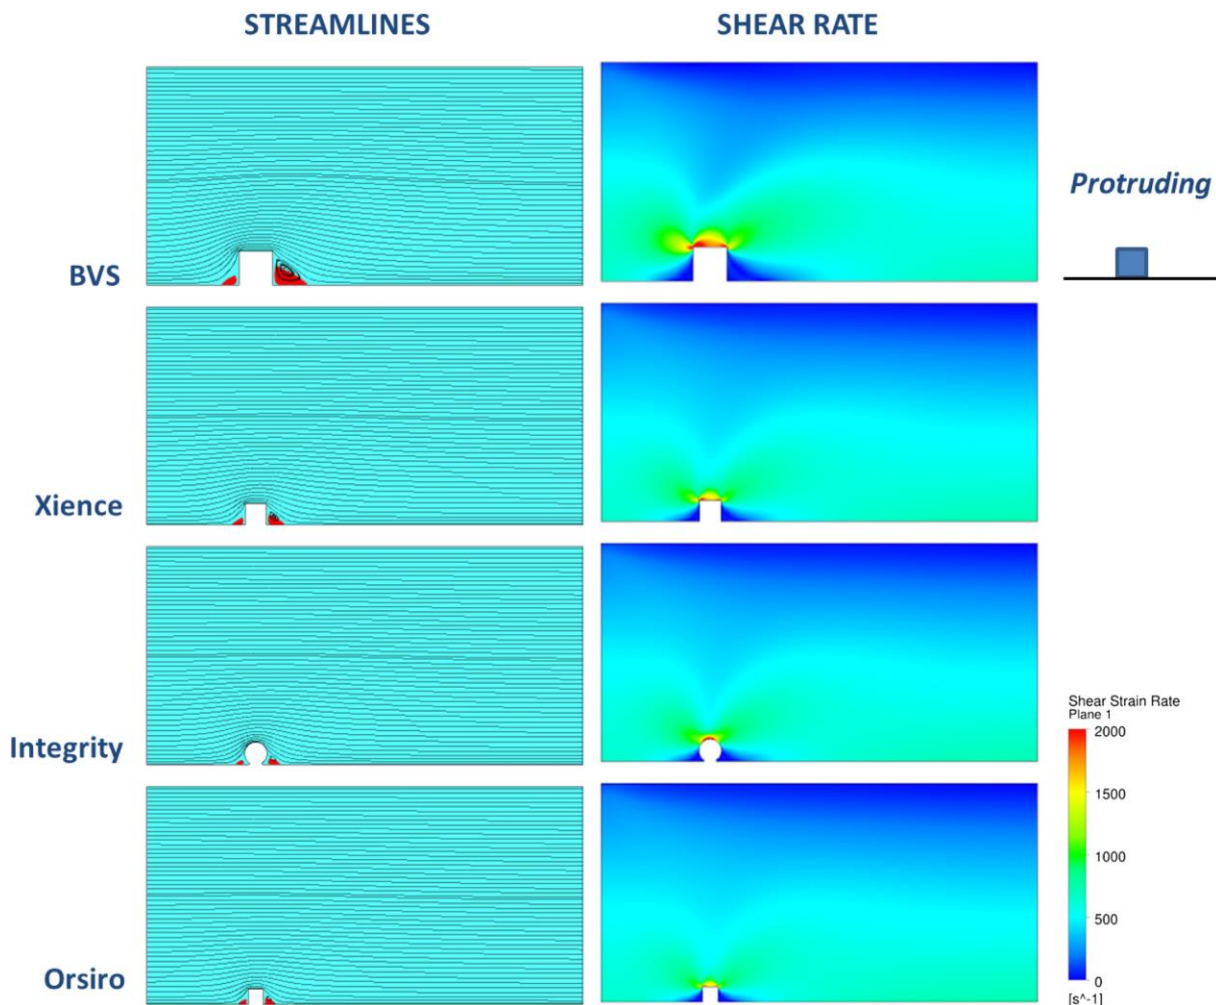 STREAMLINES
SHEAR RATE
Protruding
BVS
Xience
Integrity
Shear Strain Rate
Plane 1
2000
1500
1000
500
0
[s^-1]
Orsiro